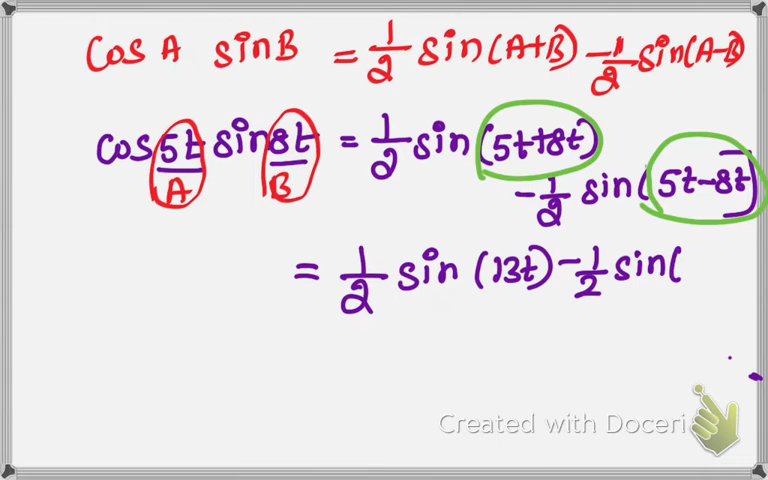 cos A sin B = 1/2 sin(A+B) - 1/2 sin(A-B)
cos 5t sin 8t = 1/2 sin (5t+8t)
A B - 1/2 sin( 5t-8t)
= 1/2 sin (13t) - 1/2 sin(
Created with Doceri